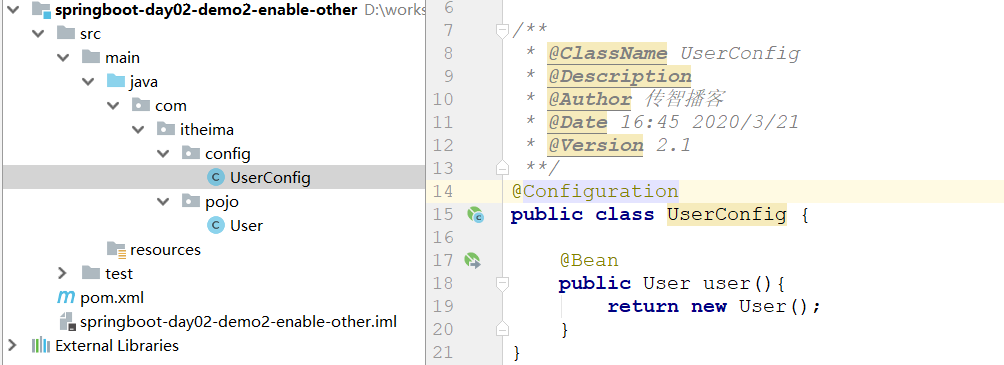 springboot-day02-demo2-enable-other D:\works
src
main
java
com
itheima
config
UserConfig
pojo
User
resources
test
pom.xml
springboot-day02-demo2-enable-other.iml
External Libraries
6
7 /**
8 * @ClassName UserConfig
9 * @Description
10 * @Author 传智播客
11 * @Date 16:45 2020/3/21
12 * @Version 2.1
13 **/
14 @Configuration
15 public class UserConfig {
16
17 @Bean
18 public User user(){
19 return new User();
20 }
21 }